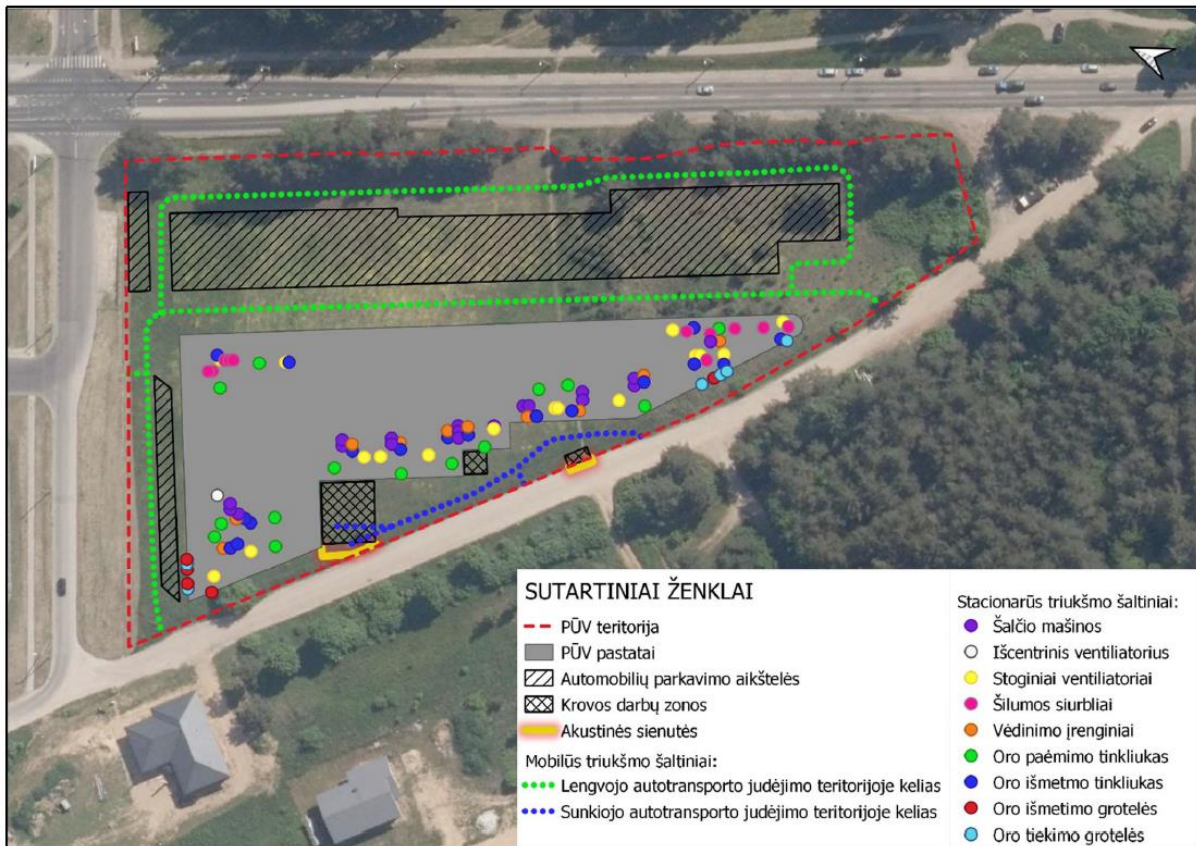 SUTARTINIAI ŽENKLAI
PŪV teritorija
PŪV pastatai
Automobilių parkavimo aikštelės
Krovos darbų zonos
Akustinės sienutės
Mobilūs triukšmo šaltiniai:
Lengvojo autotransporto judėjimo teritorijoje kelias
Sunkiojo autotransporto judėjimo teritorijoje kelias
Stacionarūs triukšmo šaltiniai:
Šalčio mašinos
Išcentrinis ventiliatorius
Stoginiai ventiliatoriai
Šilumos siurbliai
Vėdinimo įrenginiai
Oro paėmimo tinkliukas
Oro išmetmo tinkliukas
Oro išmetimo grotelės
Oro tiekimo grotelės